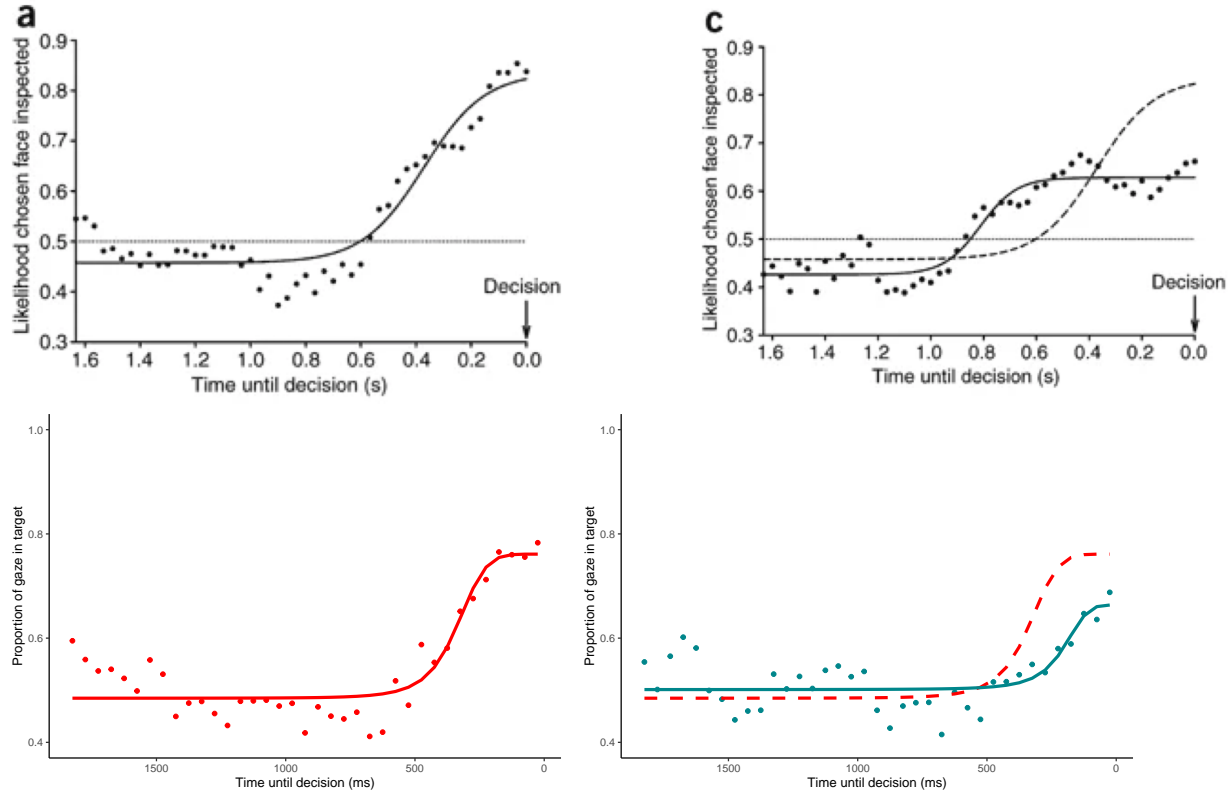 a
Likelihood chosen face inspected
0.9
0.8
0.7
0.6
0.5
0.4
0.3
Decision
1.6 1.4 1.2 1.0 0.8 0.6 0.4 0.2 0.0
Time until decision (s)
c
Likelihood chosen face inspected
0.9
0.8
0.7
0.6
0.5
0.4
0.3
Decision
1.6 1.4 1.2 1.0 0.8 0.6 0.4 0.2 0.0
Time until decision (s)
Proportion of gaze in target
1.0
0.8
0.6
0.4
1500 1000 500 0
Time until decision (ms)
Proportion of gaze in target
1.0
0.8
0.6
0.4
1500 1000 500 0
Time until decision (ms)